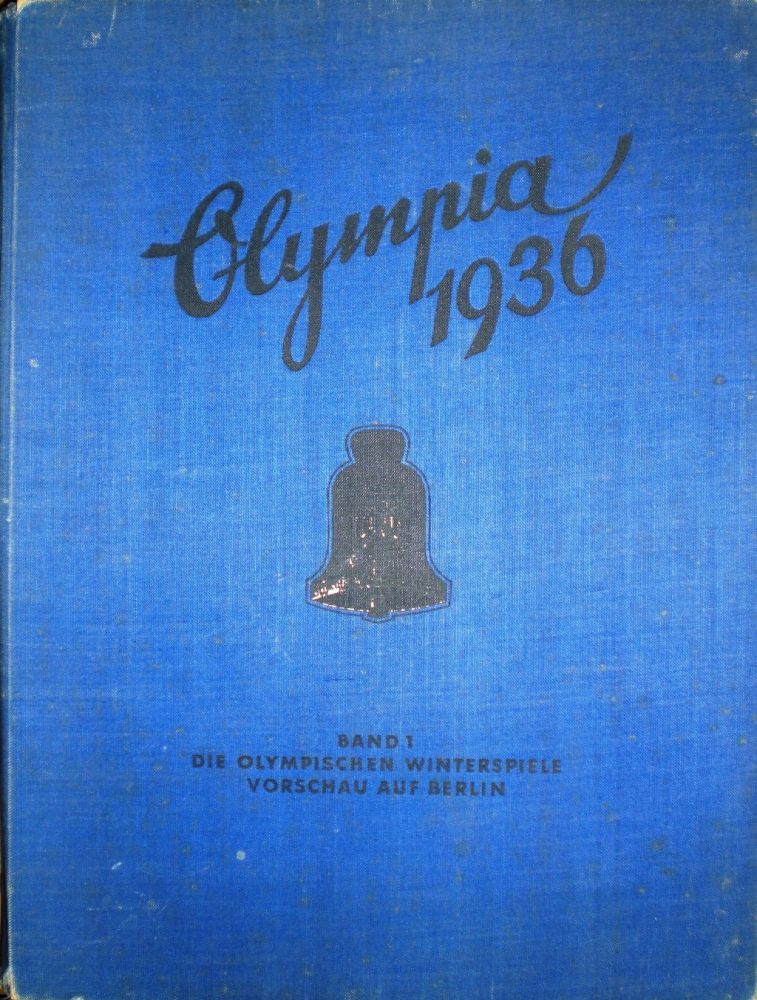 Olympia
1936
BAND 1
DIE OLYMPISCHEN WINTERSPIELE
VORSCHAU AUF BERLIN